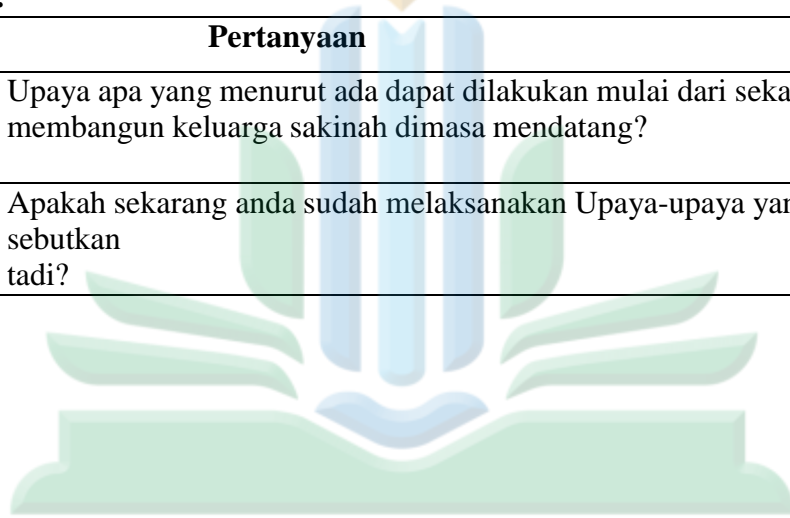 Pertanyaan
Upaya apa yang menurut ada dapat dilakukan mulai dari seka
membangun keluarga sakinah dimasa mendatang?
Apakah sekarang anda sudah melaksanakan Upaya-upaya yan
sebutkan
tadi?